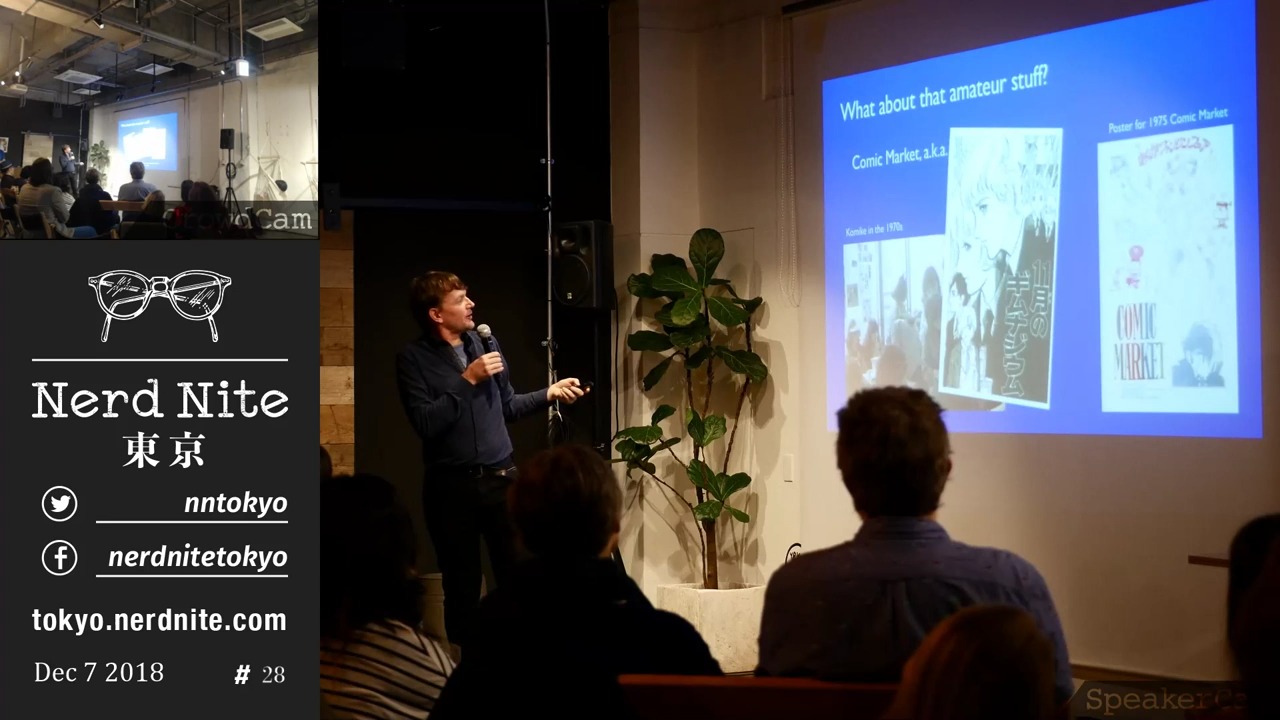 What about that amateur stuff?
Poster for 1975 Comic Market
Comic Market, a.k.a.
Komike in the 1970s
11月の
ギムナジウム
COMIC
MARKET
Nerd Nite
東京
nntokyo
nerdnitetokyo
tokyo.nerdnite.com
Dec 7 2018 # 28